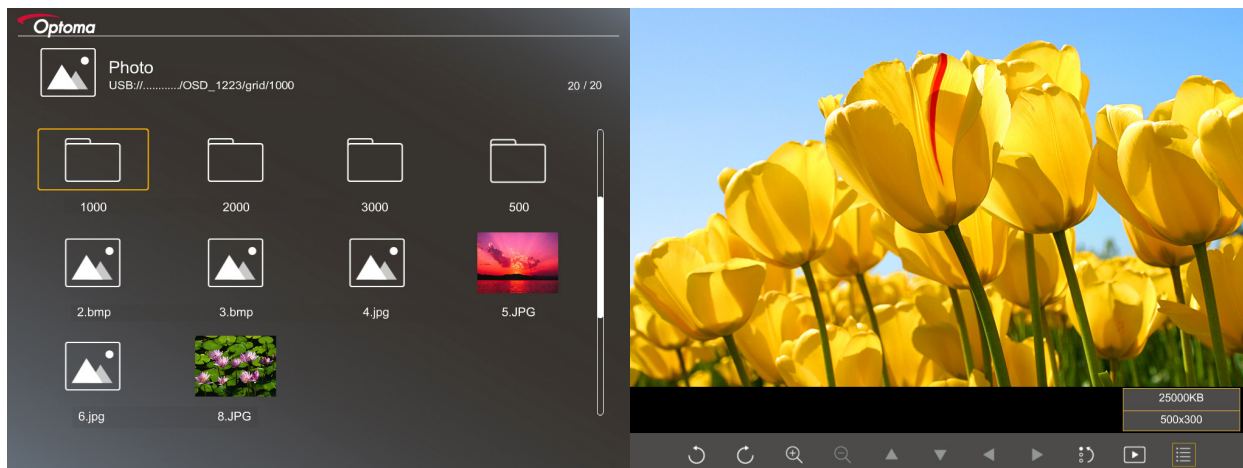 Optoma
Photo
USB://.........../OSD_1223/grid/1000
20 / 20
1000
2000
3000
500
2.bmp
3.bmp
4.jpg
5.JPG
6.jpg
8.JPG
25000KB
500x300